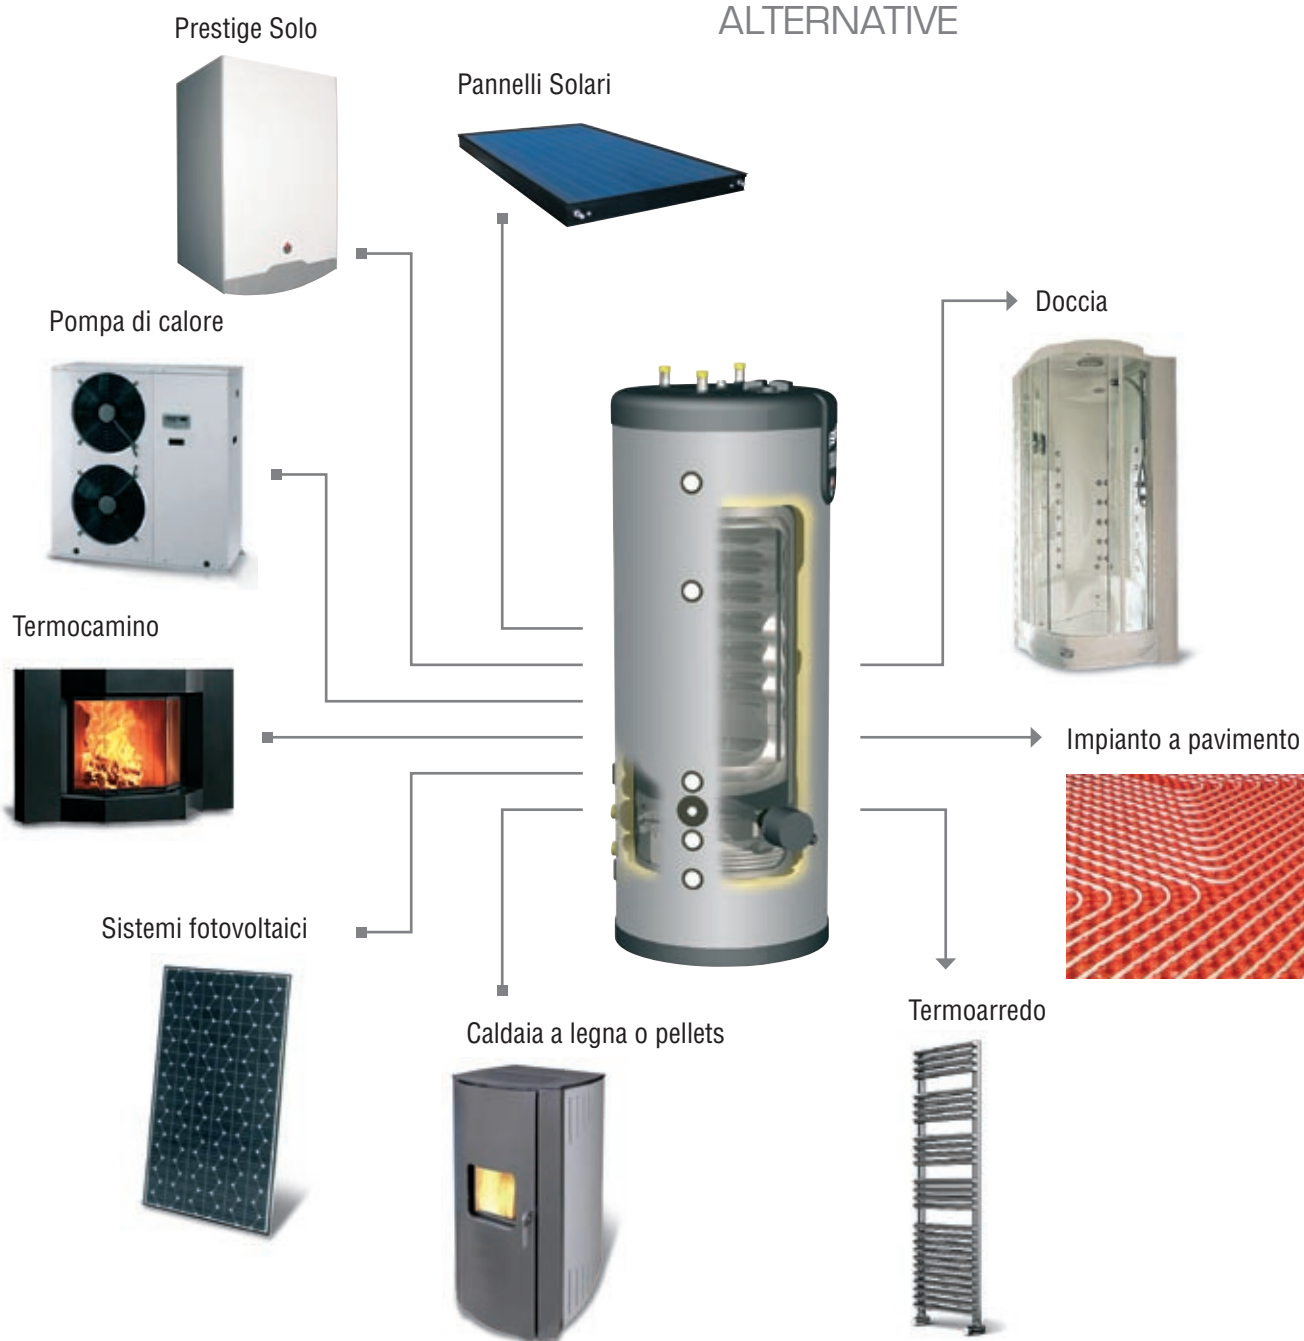 ALTERNATIVE
Prestige Solo
Pannelli Solari
Pompa di calore
Doccia
Termocamino
Impianto a pavimento
Sistemi fotovoltaici
Caldaia a legna o pellets
Termoarredo